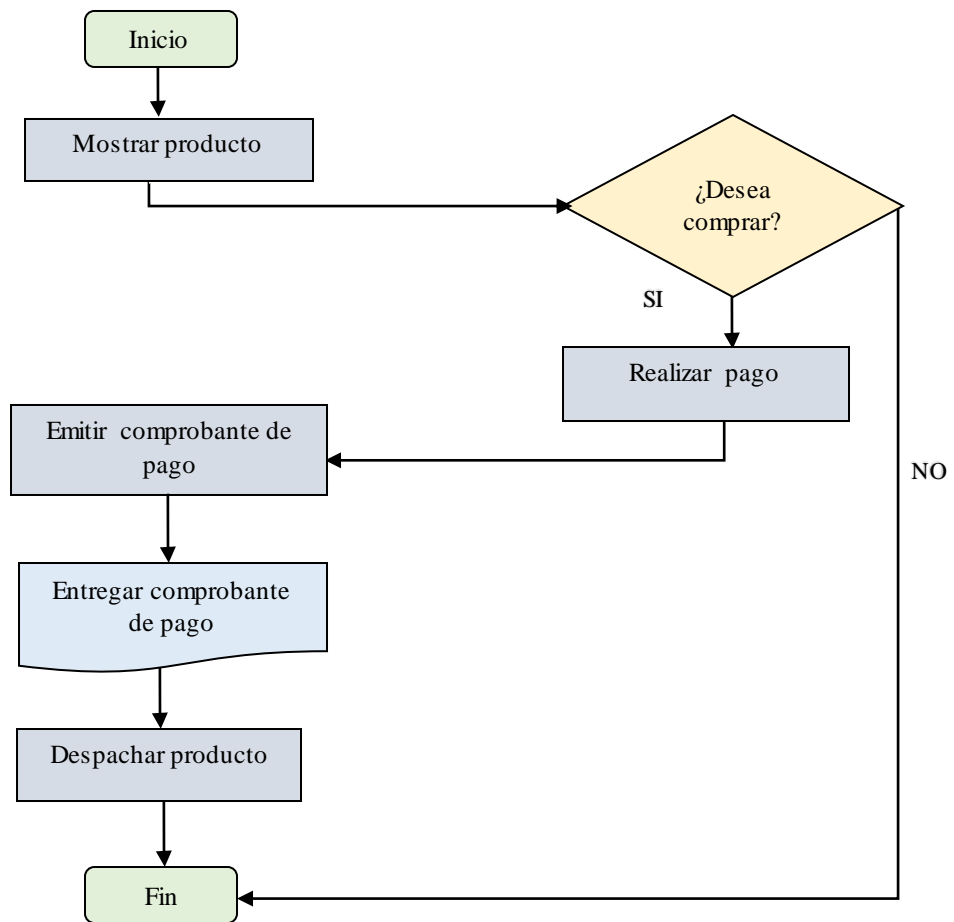 Inicio
Mostrar producto
¿Desea
comprar?
SI
Realizar pago
Emitir comprobante de
pago
NO
Entregar comprobante
de pago
Despachar producto
Fin